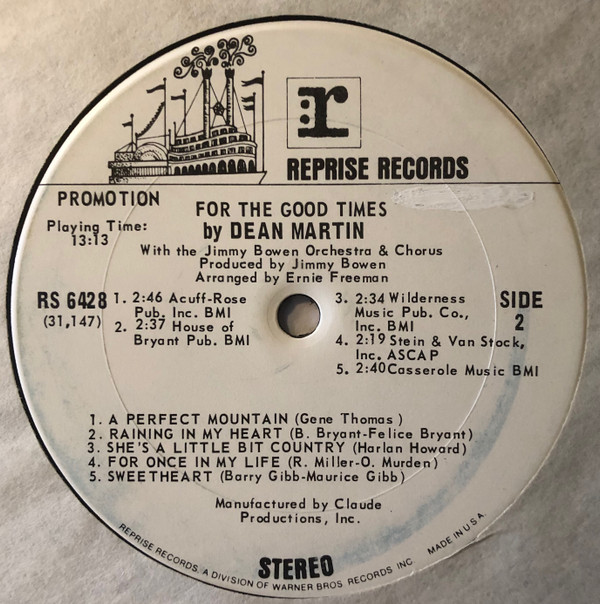 r
REPRISE RECORDS
PROMOTION
FOR THE GOOD TIMES
by DEAN MARTIN
Playing Time:
13:13
With the Jimmy Bowen Orchestra & Chorus
Produced by Jimmy Bowen
Arranged by Ernie Freeman
RS 6428
(31,147)
1. 2:46 Acuff-Rose
Pub. Inc. BMI
2. 2:37 House of
Bryant Pub. BMI
3. 2:34 Wilderness
Music Pub. Co.,
Inc. BMI
4. 2:19 Stein & Van Stock,
Inc. ASCAP
5. 2:40 Casserole Music BMI
SIDE
2
1. A PERFECT MOUNTAIN (Gene Thomas )
2. RAINING IN MY HEART (B. Bryant-Felice Bryant)
3. SHE'S A LITTLE BIT COUNTRY (Harlan Howard)
4. FOR ONCE IN MY LIFE (R. Miller-O. Murden)
5. SWEETHEART (Barry Gibb-Maurice Gibb)
Manufactured by Claude
Productions, Inc.
STEREO
REPRISE RECORDS, A DIVISION OF WARNER BROS. RECORDS INC. MADE IN U.S.A.